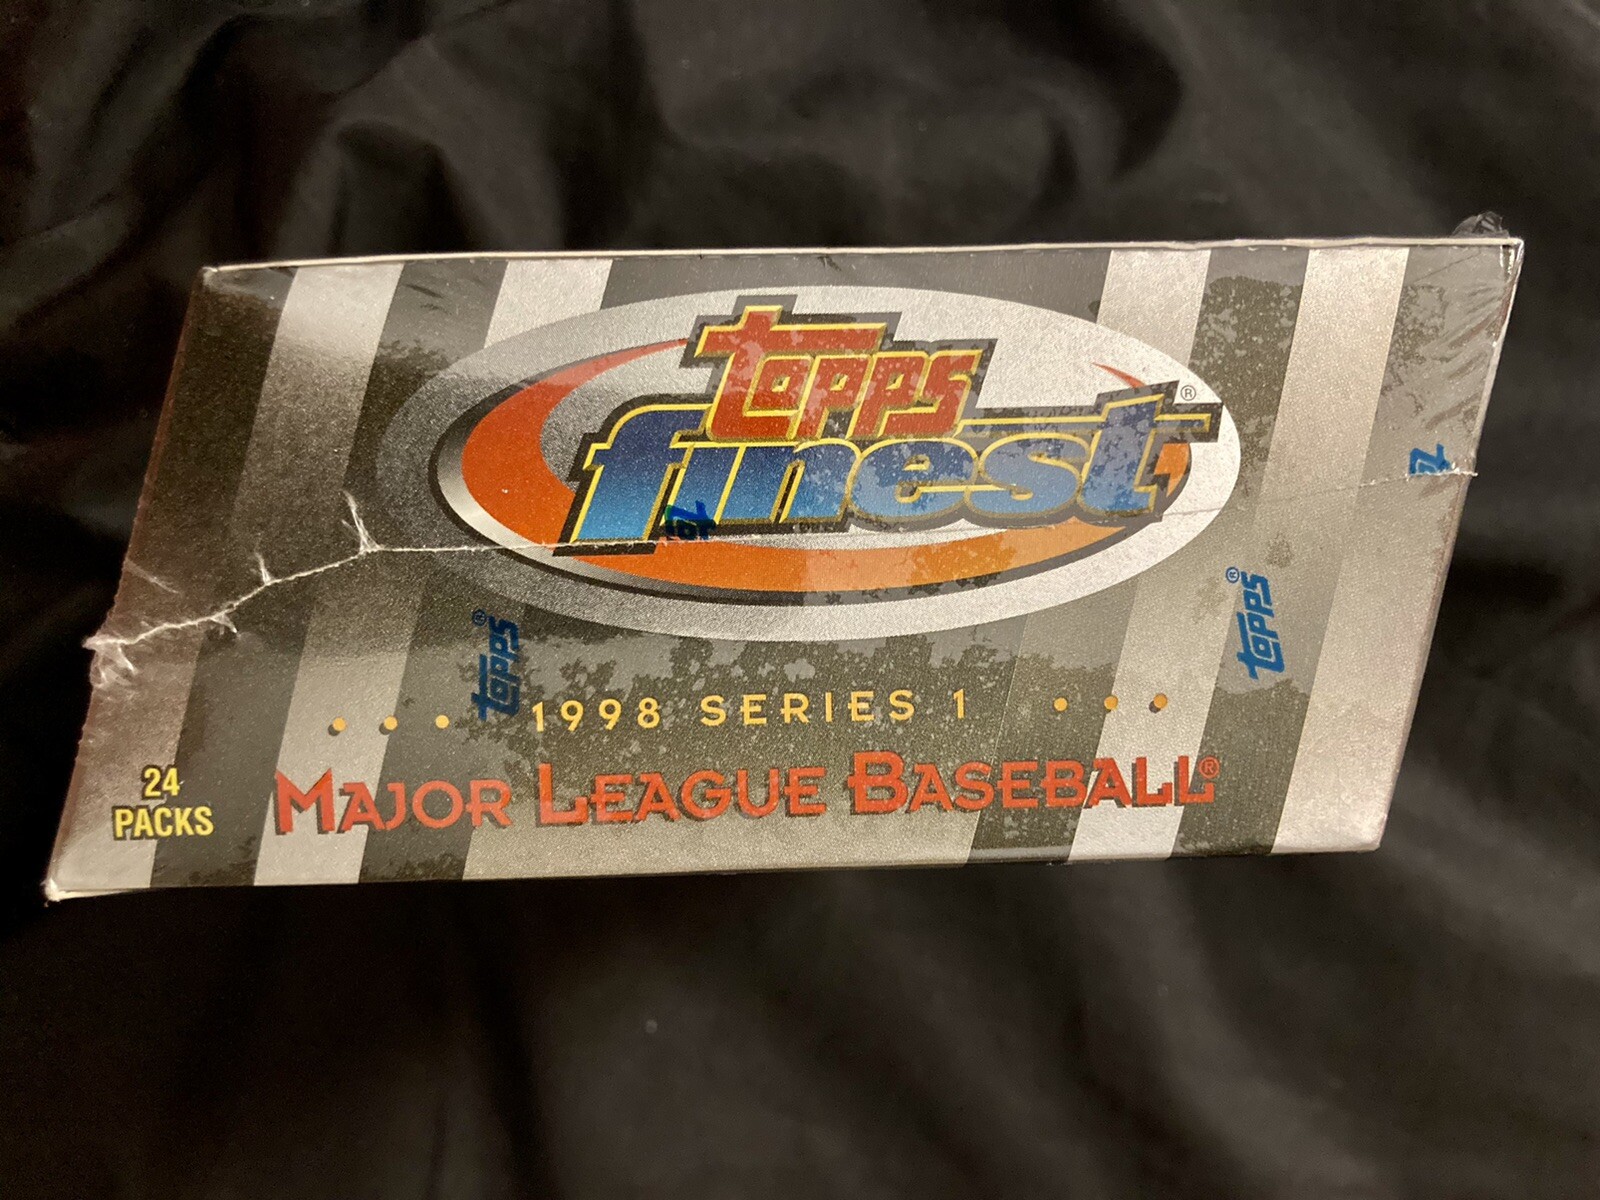 topps
finest®
topps®
topps®
1998 SERIES 1
24
PACKS
MAJOR LEAGUE BASEBALL®